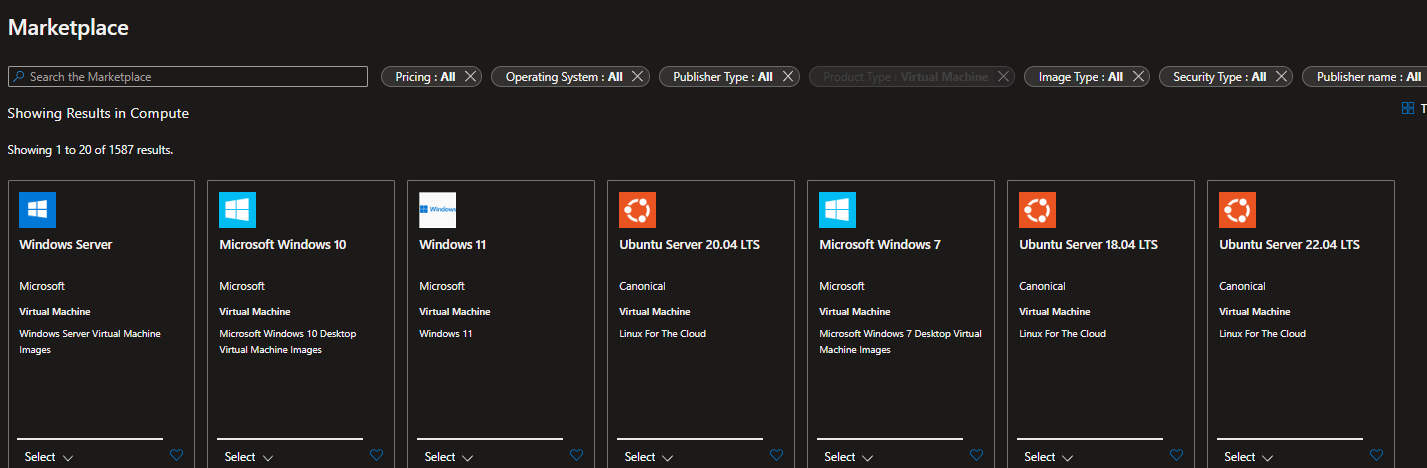 Marketplace
Search the Marketplace
Pricing : All
Operating System : All
Publisher Type : All
Product Type : Virtual Machine
Image Type : All
Security Type : All
Publisher name : All
Showing Results in Compute
T
Showing 1 to 20 of 1587 results.
Windows
Windows Server
Microsoft
Virtual Machine
Windows Server Virtual Machine
Images
Select
Microsoft Windows 10
Microsoft
Virtual Machine
Microsoft Windows 10 Desktop
Virtual Machine Images
Select
Windows 11
Microsoft
Virtual Machine
Windows 11
Select
Ubuntu Server 20.04 LTS
Canonical
Virtual Machine
Linux For The Cloud
Select
Microsoft Windows 7
Microsoft
Virtual Machine
Microsoft Windows 7 Desktop Virtual
Machine Images
Select
Ubuntu Server 18.04 LTS
Canonical
Virtual Machine
Linux For The Cloud
Select
Ubuntu Server 22.04 LTS
Canonical
Virtual Machine
Linux For The Cloud
Select